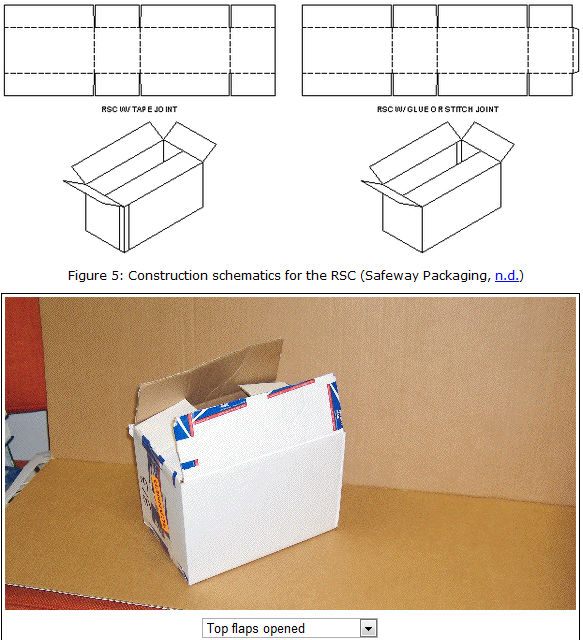 RSC W/ TAPE JOINT
RSC W/ GLUE OR STITCH JOINT
Figure 5: Construction schematics for the RSC (Safeway Packaging, n.d.)
Top flaps opened